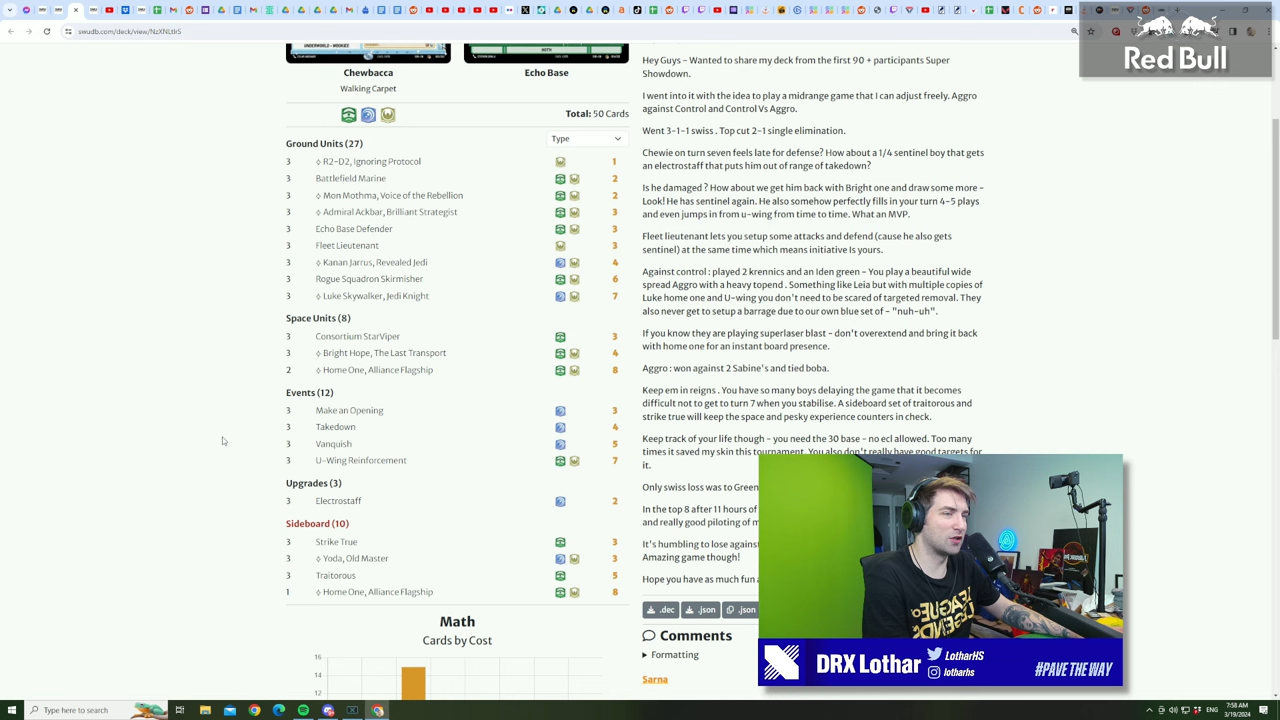 swudb.com/deck/view/NzXNLtIrS
Red Bull
UNDERWORLD • WOOKIEE
HOTH
Chewbacca
Echo Base
Walking Carpet
Total: 50 Cards
Type
Ground Units (27)
3 R2-D2, Ignoring Protocol 1
3 Battlefield Marine 2
3 Mon Mothma, Voice of the Rebellion 2
3 Admiral Ackbar, Brilliant Strategist 3
3 Echo Base Defender 3
3 Fleet Lieutenant 3
3 Kanan Jarrus, Revealed Jedi 4
3 Rogue Squadron Skirmisher 6
3 Luke Skywalker, Jedi Knight 7
Space Units (8)
3 Consortium StarViper 3
3 Bright Hope, The Last Transport 4
2 Home One, Alliance Flagship 8
Events (12)
3 Make an Opening 3
3 Takedown 4
3 Vanquish 5
3 U-Wing Reinforcement 7
Upgrades (3)
3 Electrostaff 2
Sideboard (10)
3 Strike True 3
3 Yoda, Old Master 3
3 Traitorous 5
1 Home One, Alliance Flagship 8
Math
Cards by Cost
16
14
12
Hey Guys - Wanted to share my deck from the first 90 + participants Super
Showdown.
I went into it with the idea to play a midrange game that I can adjust freely. Aggro
against Control and Control Vs Aggro.
Went 3-1-1 swiss . Top cut 2-1 single elimination.
Chewie on turn seven feels late for defense? How about a 1/4 sentinel boy that gets
an electrostaff that puts him out of range of takedown?
Is he damaged ? How about we get him back with Bright one and draw some more -
Look! He has sentinel again. He also somehow perfectly fills in your turn 4-5 plays
and even jumps in from u-wing from time to time. What an MVP.
Fleet lieutenant lets you setup some attacks and defend (cause he also gets
sentinel) at the same time which means initiative Is yours.
Against control : played 2 krennics and an Iden green - You play a beautiful wide
spread Aggro with a heavy topend . Something like Leia but with multiple copies of
Luke home one and U-wing you don't need to be scared of targeted removal. They
also never get to setup a barrage due to our own blue set of - "nuh-uh".
If you know they are playing superlaser blast - don't overextend and bring it back
with home one for an instant board presence.
Aggro : won against 2 Sabine's and tied boba.
Keep em in reigns . You have so many boys delaying the game that it becomes
difficult not to get to turn 7 when you stabilise. A sideboard set of traitorous and
strike true will keep the space and pesky experience counters in check.
Keep track of your life though - you need the 30 base - no ecl allowed. Too many
times it saved my skin this tournament. You also don't really have good targets for
it.
Only swiss loss was to Green
In the top 8 after 11 hours of
and really good piloting of m
It's humbling to lose against
Amazing game though!
Hope you have as much fun a
.dec
.json
.json
Comments
Formatting
Sarna
LEAGUE
LEGENDS
DRX Lothar
LotharHS
lotharhs
#PAVE THE WAY
Type here to search
ENG
7:58 AM
3/19/2024